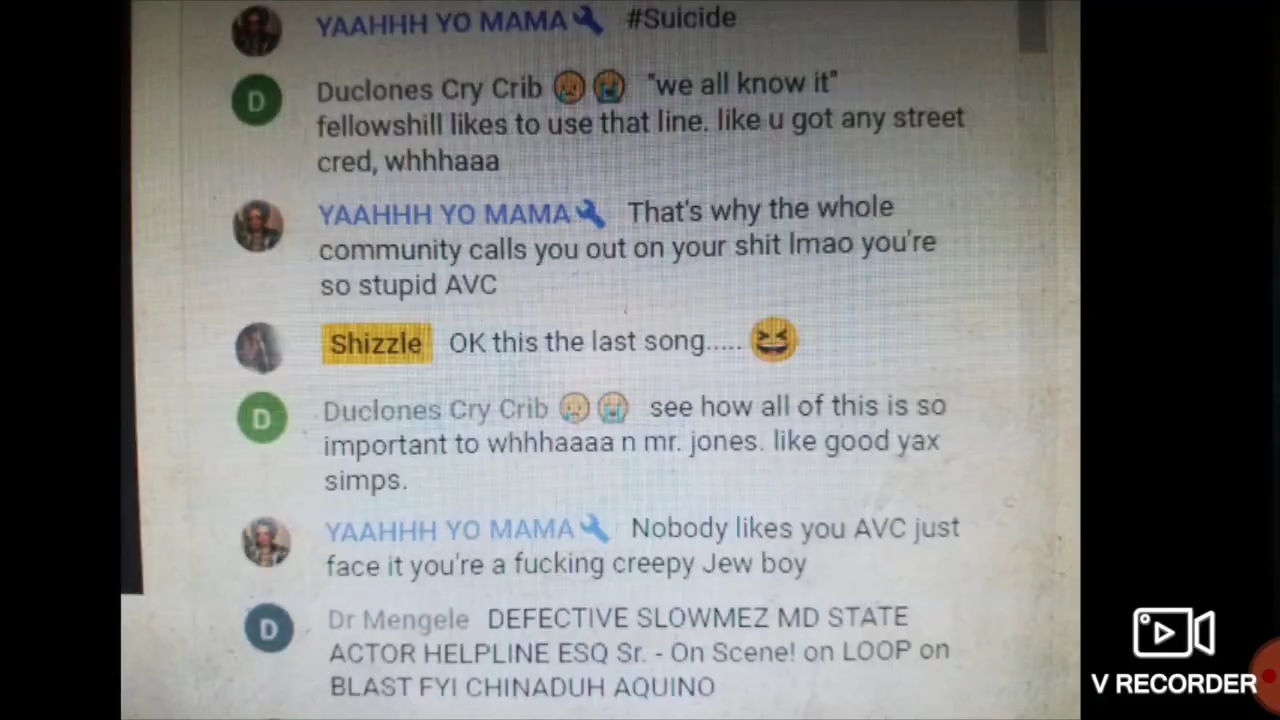 YAAHHH YO MAMA #Suicide
D Duclones Cry Crib 😥😭 "we all know it"
fellowshill likes to use that line. like u got any street
cred, whhhaaa
YAAHHH YO MAMA That's why the whole
community calls you out on your shit lmao you're
so stupid AVC
Shizzle OK this the last song..... 😆
D Duclones Cry Crib 😥😭 see how all of this is so
important to whhhaaaa n mr. jones. like good yax
simps.
YAAHHH YO MAMA Nobody likes you AVC just
face it you're a fucking creepy Jew boy
D Dr Mengele DEFECTIVE SLOWMEZ MD STATE
ACTOR HELPLINE ESQ Sr. - On Scene! on LOOP on
BLAST FYI CHINADUH AQUINO
V RECORDER